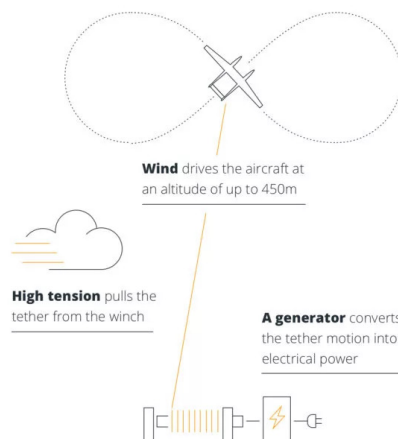 Wind drives the aircraft at
an altitude of up to 450m
High tension pulls the
tether from the winch
A generator converts
the tether motion into
electrical power